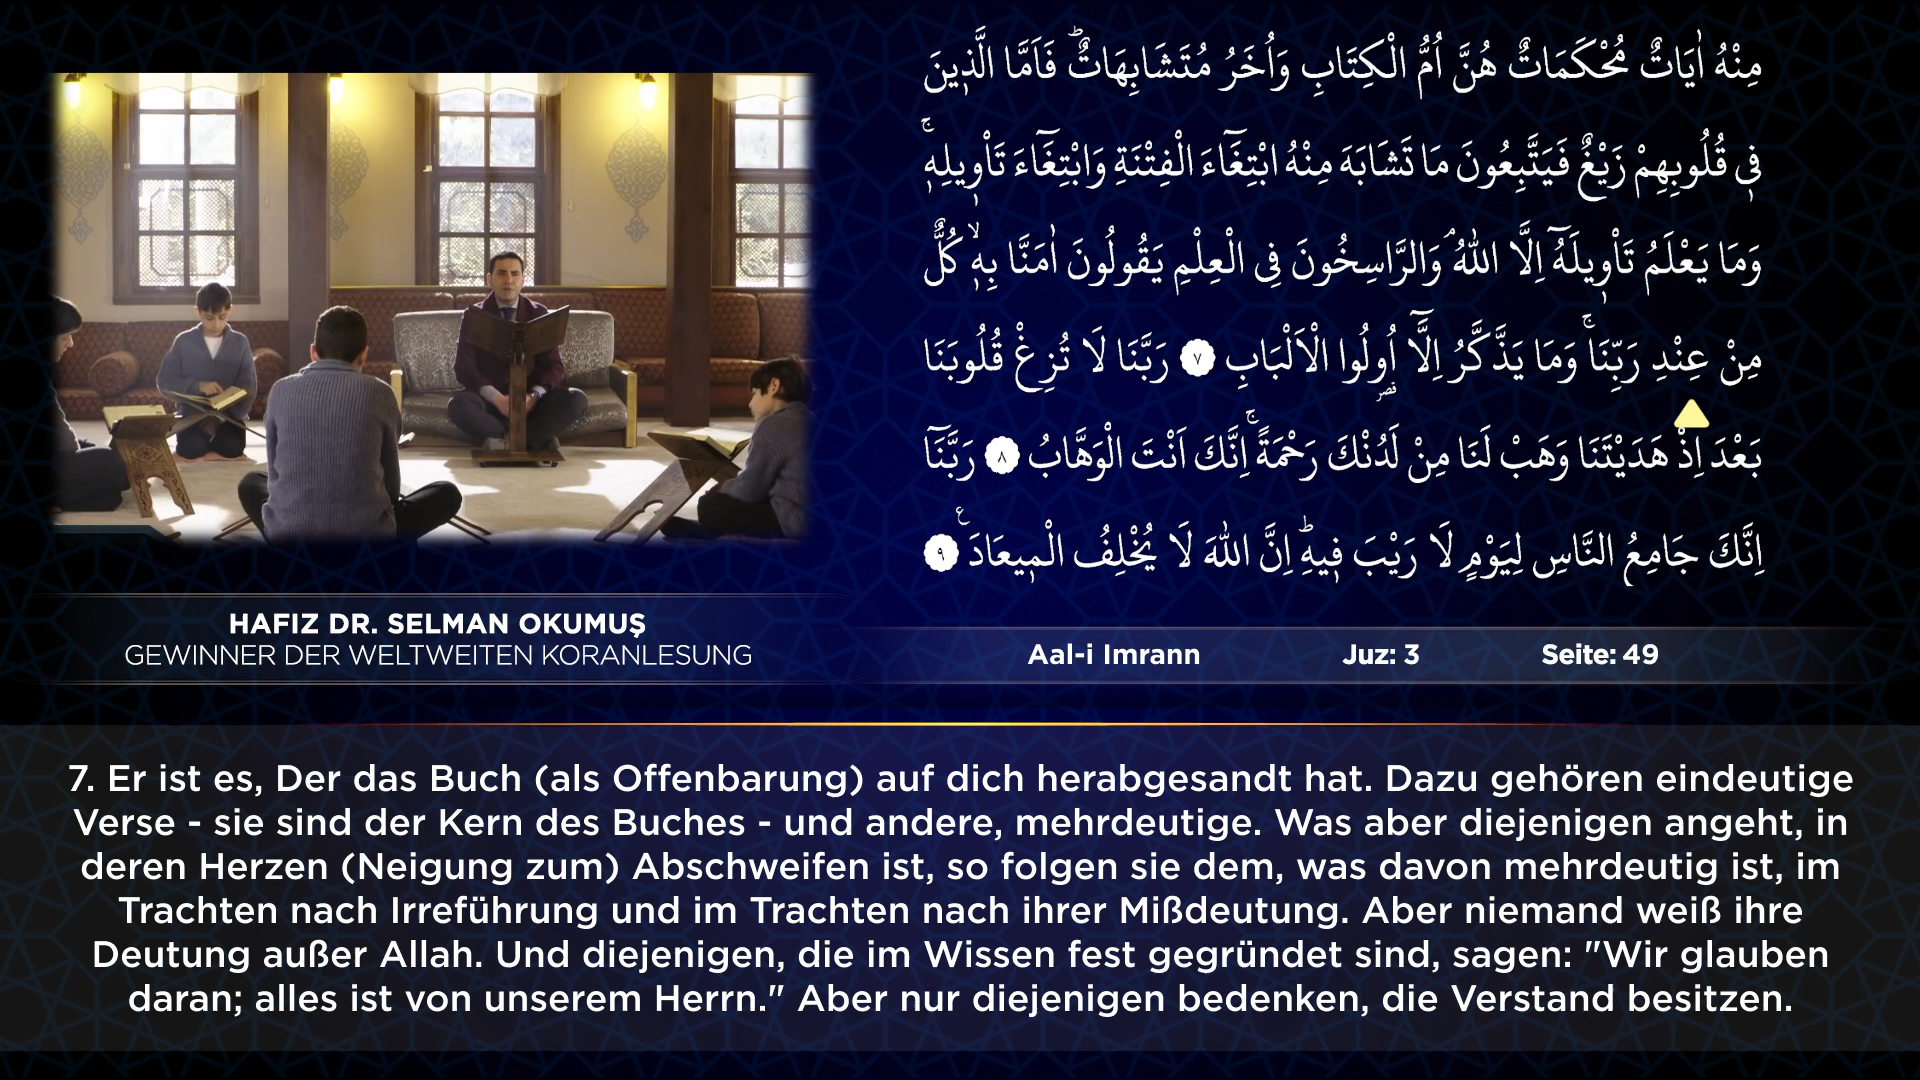 مِنْهُ اٰيَاتٌ مُحْكَمَاتٌ هُنَّ اُمُّ الْكِتَابِ وَاُخَرُ مُتَشَابِهَاتٌۜ فَاَمَّا الَّذ۪ينَ
ف۪ي قُلُوبِهِمْ زَيْغٌ فَيَتَّبِعُونَ مَا تَشَابَهَ مِنْهُ ابْتِغَٓاءَ الْفِتْنَةِ وَابْتِغَٓاءَ تَأْو۪يلِه۪ۚ
وَمَا يَعْلَمُ تَأْو۪يلَهُٓ اِلَّا اللّٰهُۢ وَالرَّاسِخُونَ فِي الْعِلْمِ يَقُولُونَ اٰمَنَّا بِه۪ۙ كُلٌّ
مِنْ عِنْدِ رَبِّنَاۚ وَمَا يَذَّكَّرُ اِلَّٓا اُو۬لُوا الْاَلْبَابِ ﴿٧﴾ رَبَّنَا لَا تُزِغْ قُلُوبَنَا
بَعْدَ اِذْ هَدَيْتَنَا وَهَبْ لَنَا مِنْ لَدُنْكَ رَحْمَةًۚ اِنَّكَ اَنْتَ الْوَهَّابُ ﴿٨﴾ رَبَّنَٓا
اِنَّكَ جَامِعُ النَّاسِ لِيَوْمٍ لَا رَيْبَ ف۪يهِۜ اِنَّ اللّٰهَ لَا يُخْلِفُ الْم۪يعَادَ۟ ﴿٩﴾
HAFIZ DR. SELMAN OKUMUŞ
GEWINNER DER WELTWEITEN KORANLESUNG
Aal-i Imrann Juz: 3 Seite: 49
7. Er ist es, Der das Buch (als Offenbarung) auf dich herabgesandt hat. Dazu gehören eindeutige
Verse - sie sind der Kern des Buches - und andere, mehrdeutige. Was aber diejenigen angeht, in
deren Herzen (Neigung zum) Abschweifen ist, so folgen sie dem, was davon mehrdeutig ist, im
Trachten nach Irreführung und im Trachten nach ihrer Mißdeutung. Aber niemand weiß ihre
Deutung außer Allah. Und diejenigen, die im Wissen fest gegründet sind, sagen: "Wir glauben
daran; alles ist von unserem Herrn." Aber nur diejenigen bedenken, die Verstand besitzen.